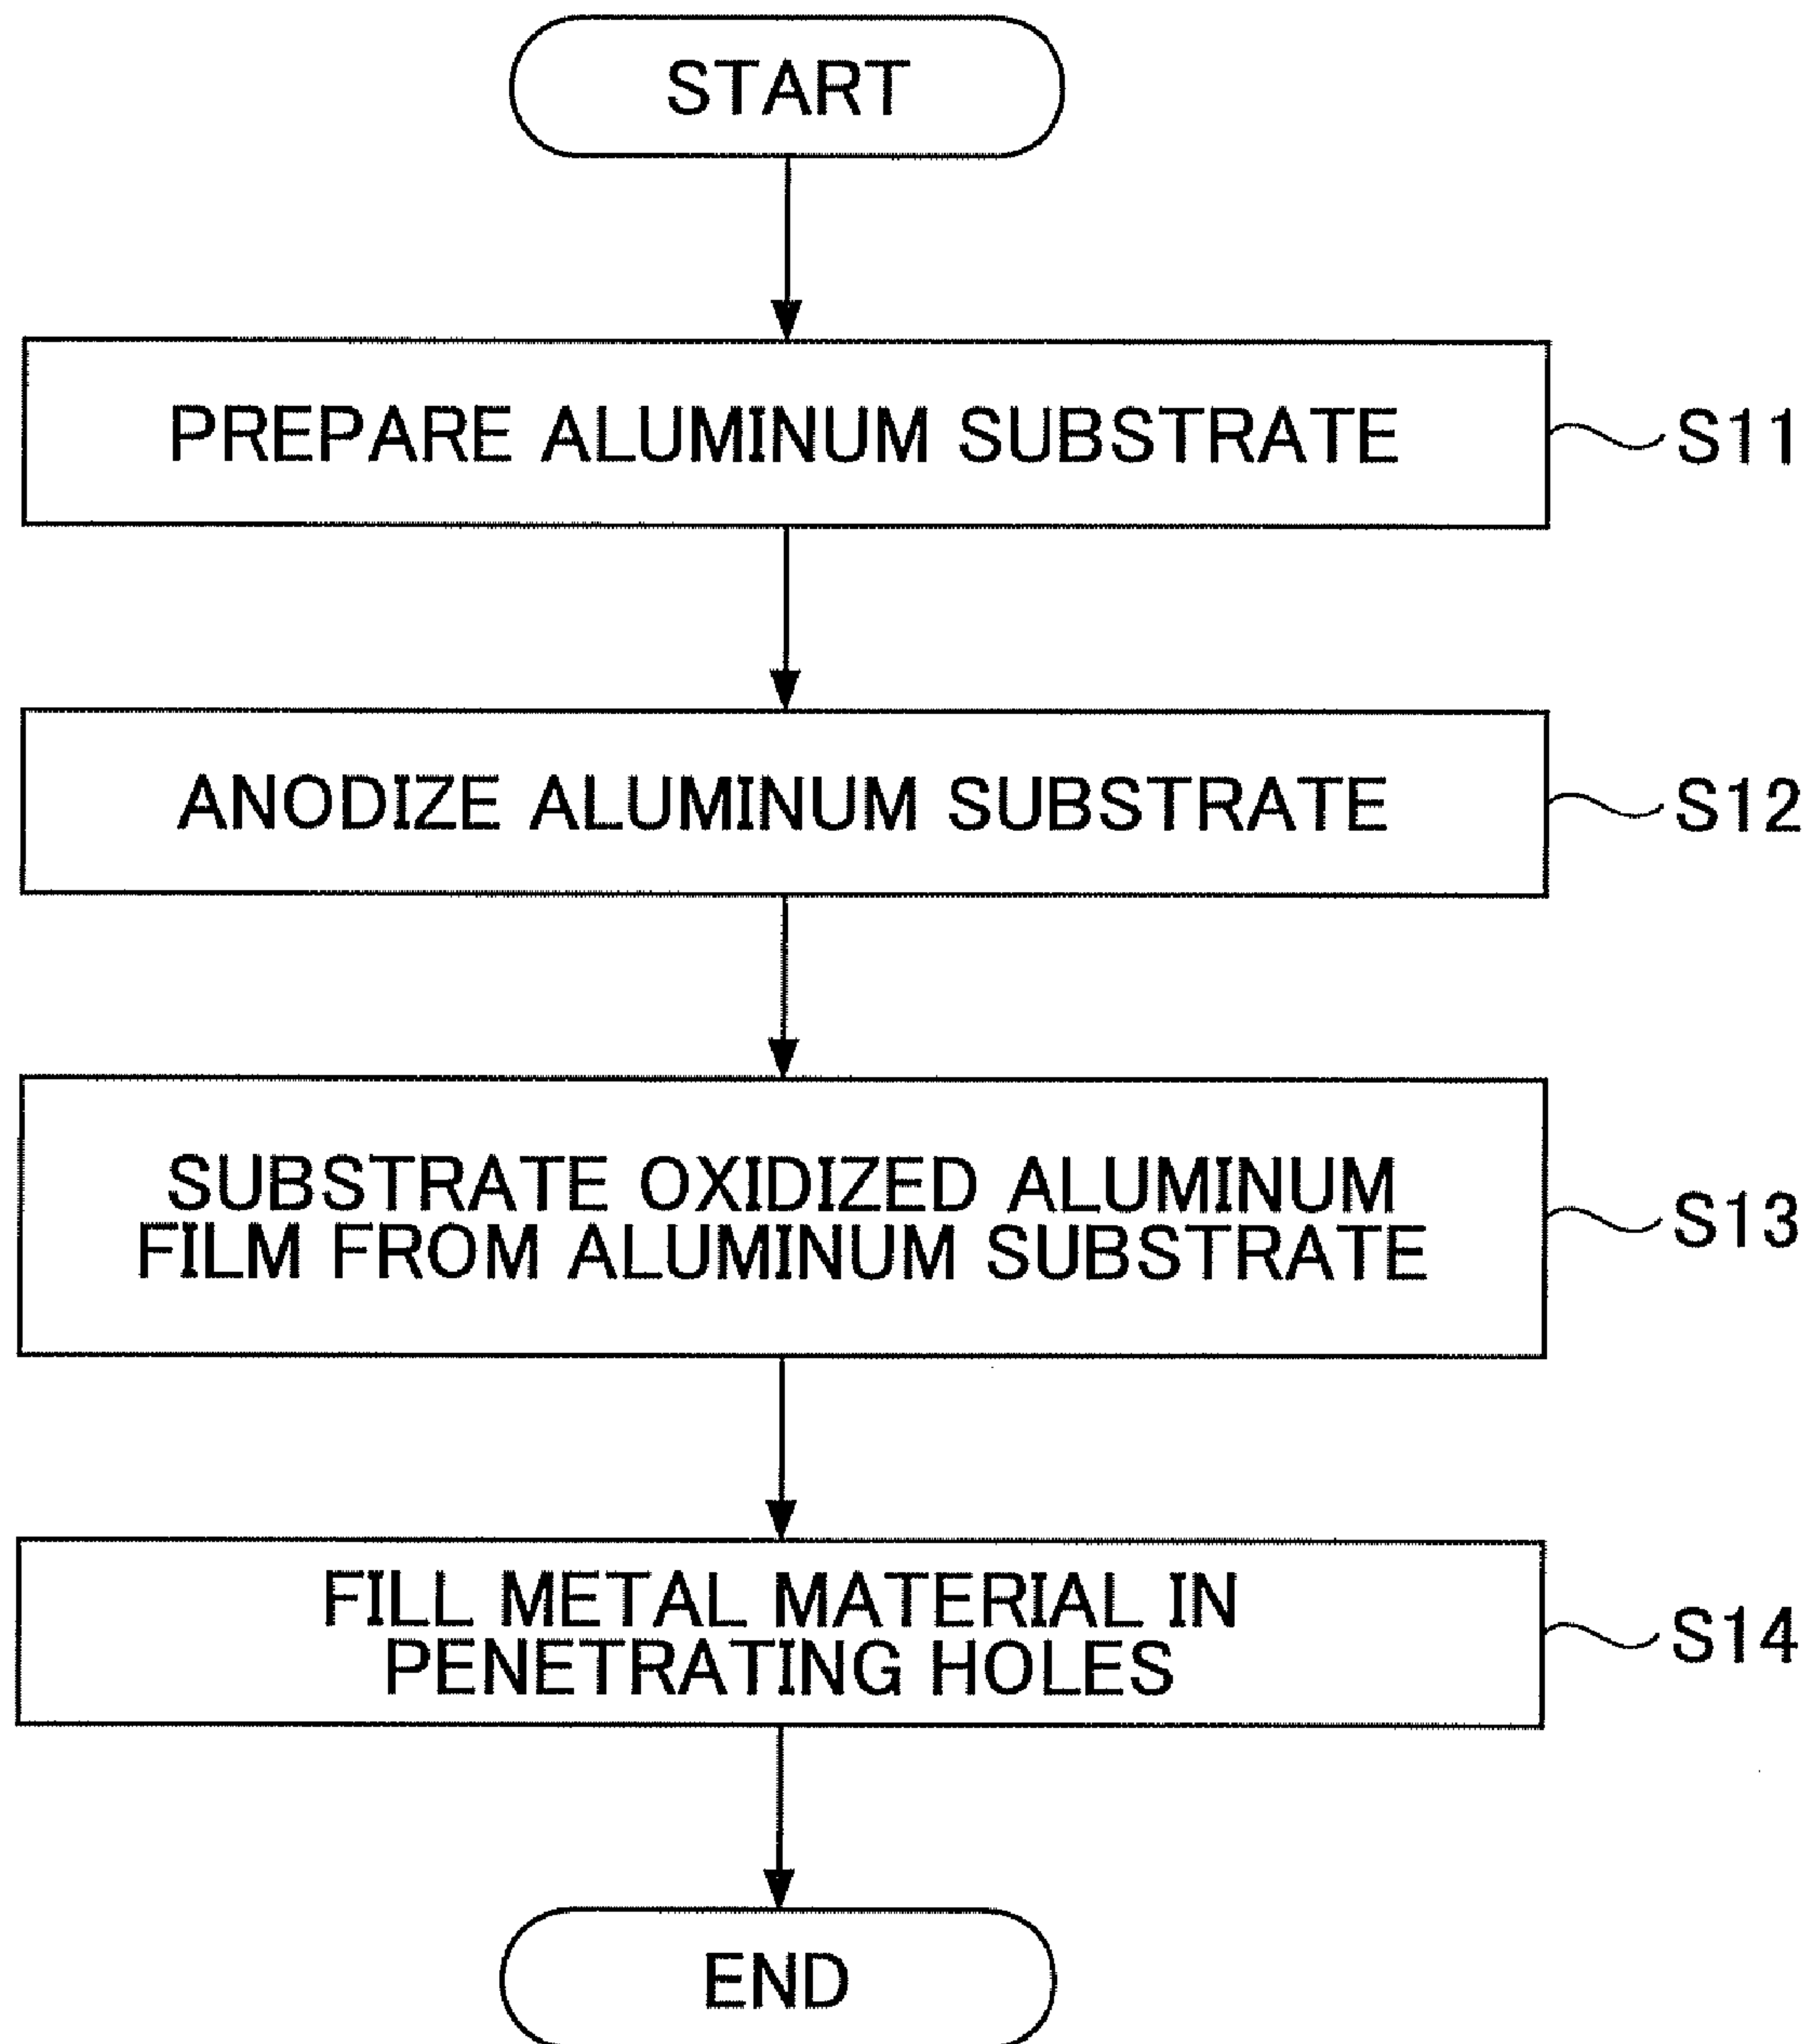 START
PREPARE ALUMINUM SUBSTRATE
S11
ANODIZE ALUMINUM SUBSTRATE
S12
SUBSTRATE OXIDIZED ALUMINUM
FILM FROM ALUMINUM SUBSTRATE
S13
FILL METAL MATERIAL IN
PENETRATING HOLES
S14
END